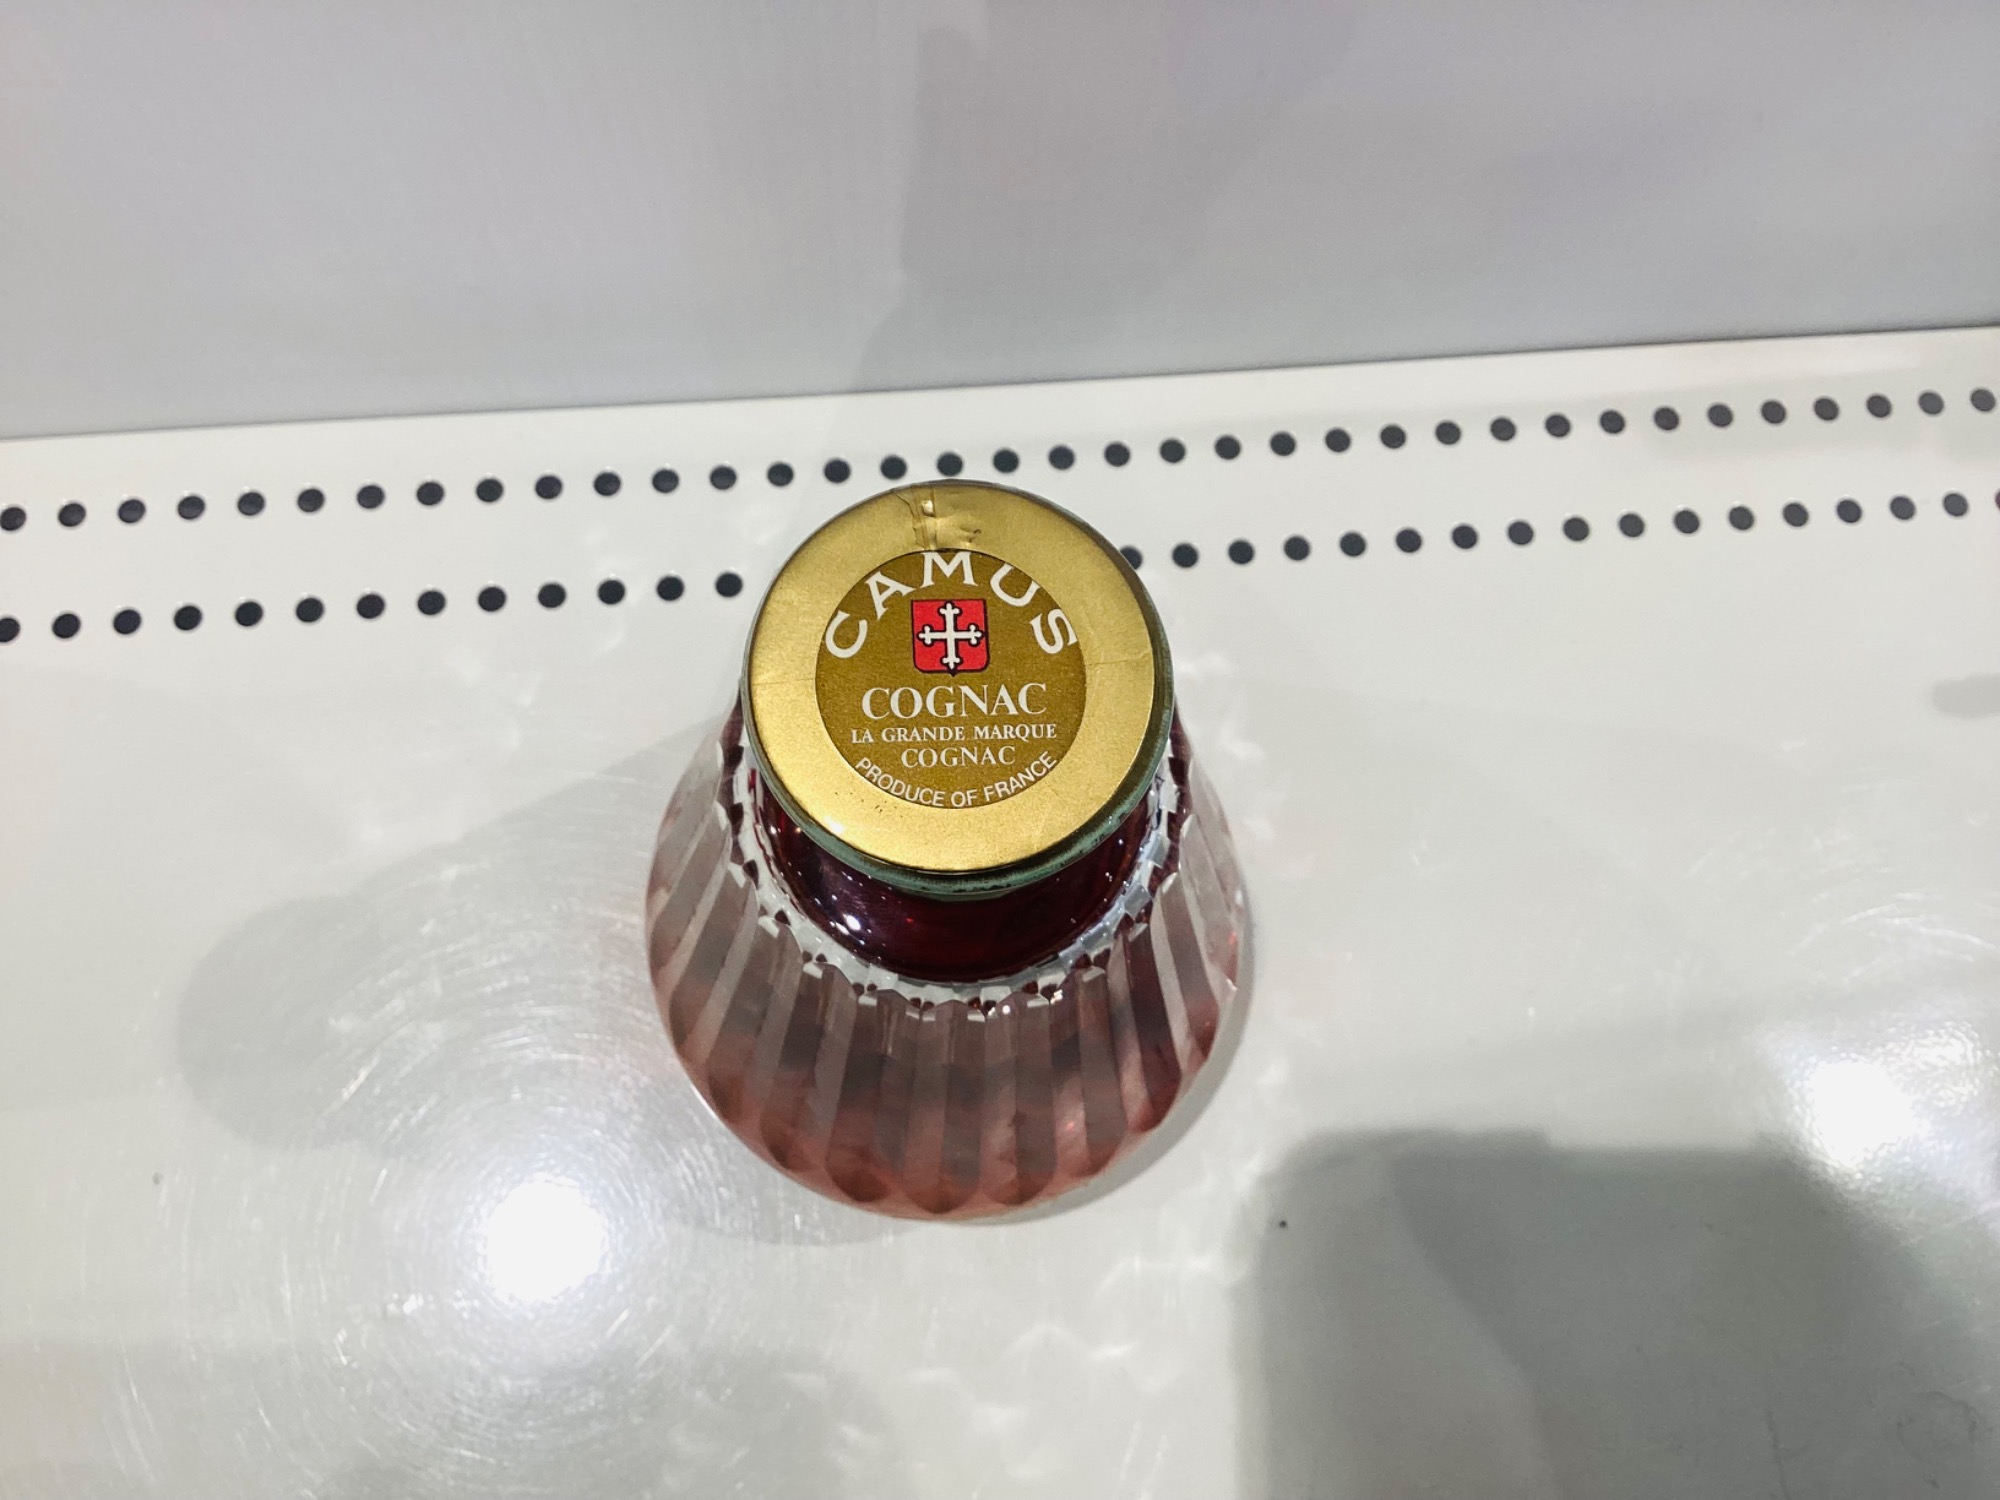 CAMUS
COGNAC
LA GRANDE MARQUE
COGNAC
PRODUCE OF FRANCE